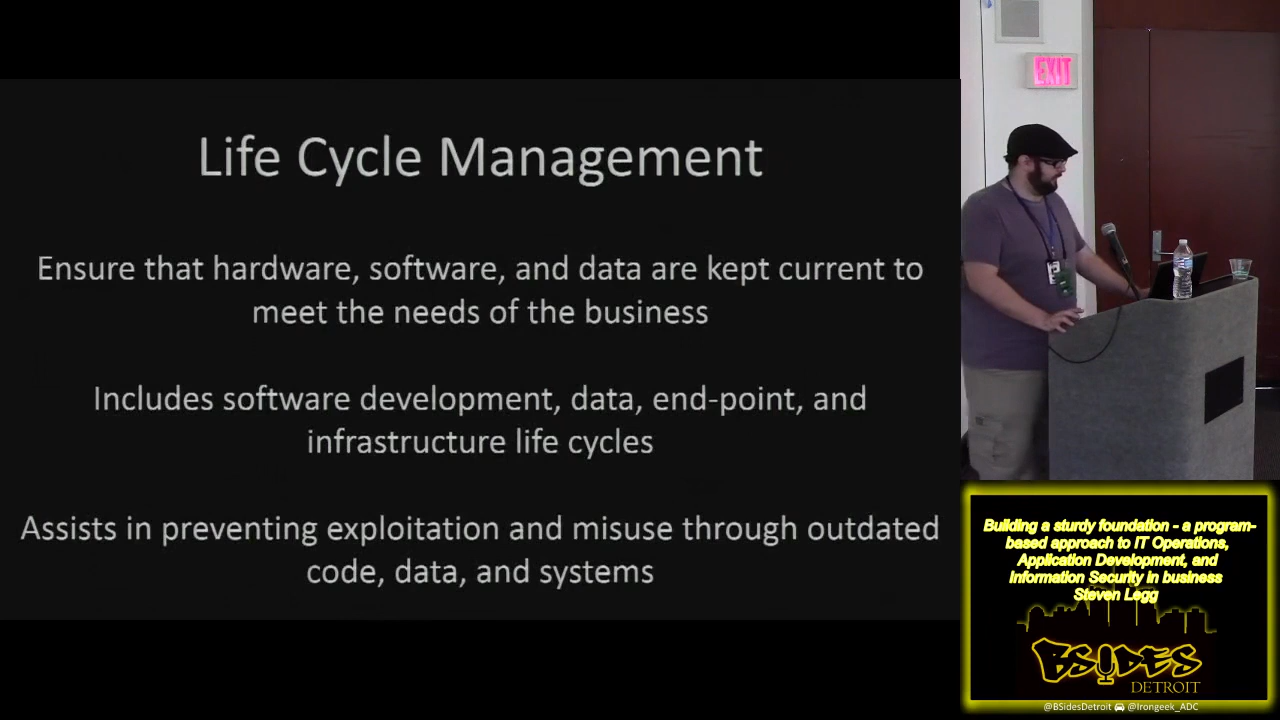 Life Cycle Management
Ensure that hardware, software, and data are kept current to
meet the needs of the business
Includes software development, data, end-point, and
infrastructure life cycles
Assists in preventing exploitation and misuse through outdated
code, data, and systems
EXIT
Building a sturdy foundation - a program-
based approach to IT Operations,
Application Development, and
Information Security in business
Steven Legg
BSIDES
DETROIT
@BSidesDetroit @Irongeek_ADC